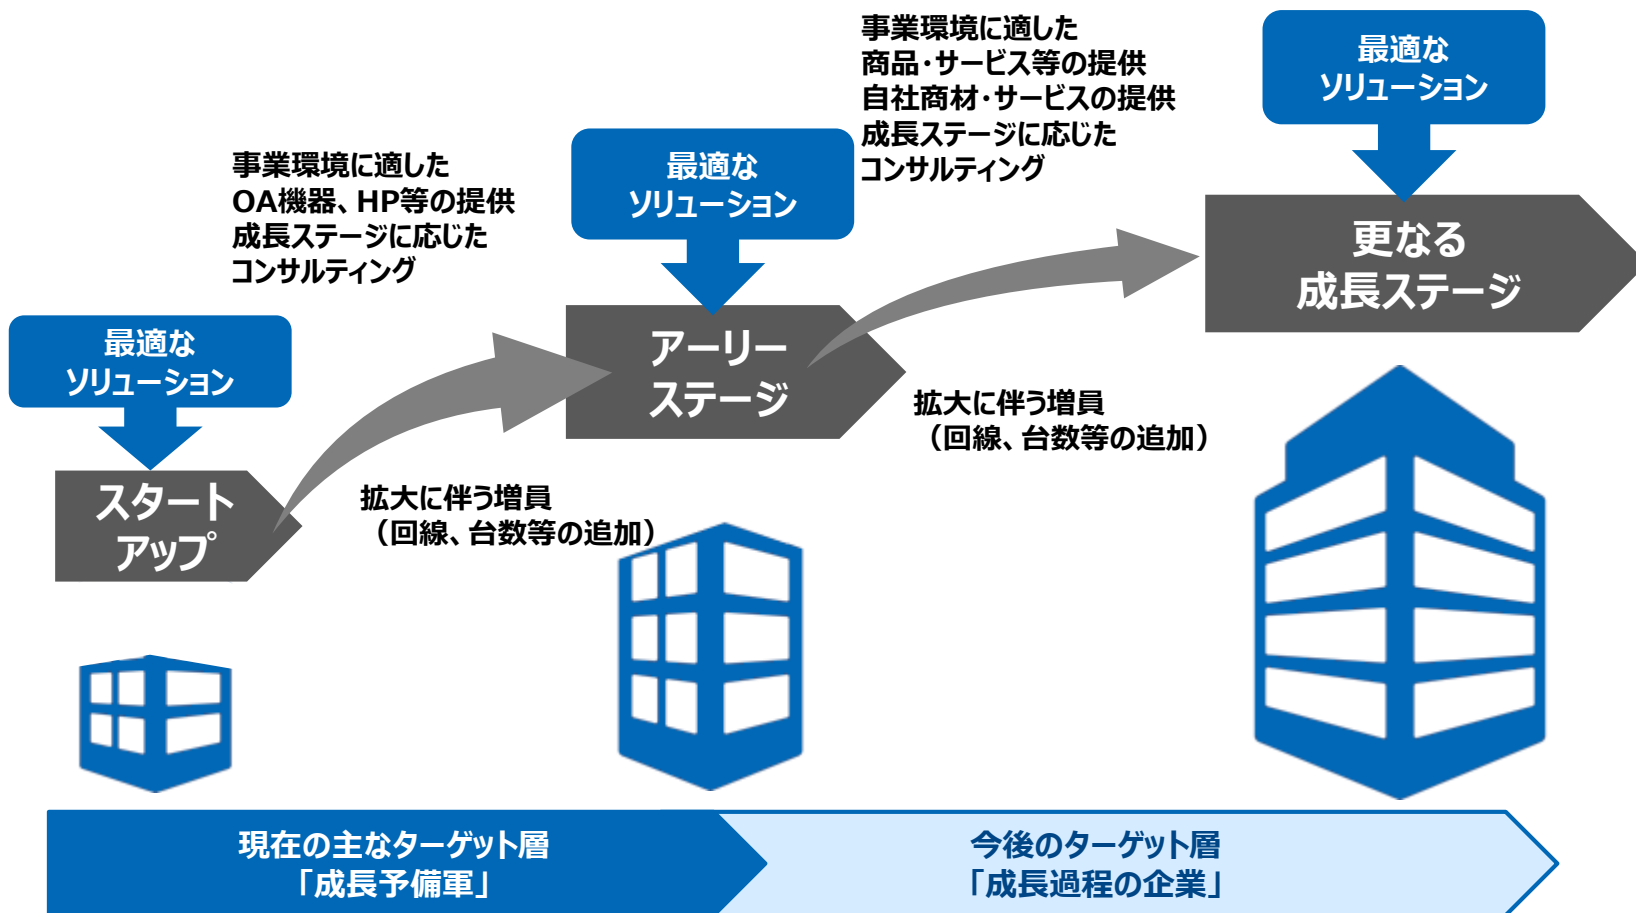 最適な
ソリューション
スタート
アップ
事業環境に適した
OA機器、HP等の提供
成長ステージに応じた
コンサルティング
拡大に伴う増員
（回線、台数等の追加）
最適な
ソリューション
アーリー
ステージ
事業環境に適した
商品・サービス等の提供
自社商材・サービスの提供
成長ステージに応じた
コンサルティング
拡大に伴う増員
（回線、台数等の追加）
最適な
ソリューション
更なる
成長ステージ
現在の主なターゲット層
「成長予備軍」
今後のターゲット層
「成長過程の企業」